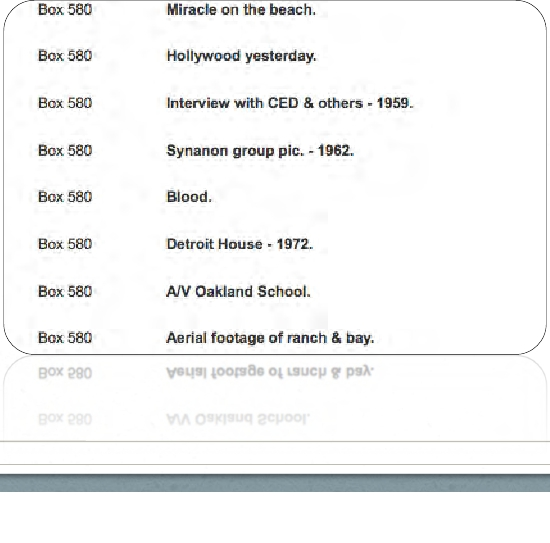 Box 580 Miracle on the beach.
Box 580 Hollywood yesterday.
Box 580 Interview with CED & others - 1959.
Box 580 Synanon group pic. - 1962.
Box 580 Blood.
Box 580 Detroit House - 1972.
Box 580 A/V Oakland School.
Box 580 Aerial footage of ranch & bay.